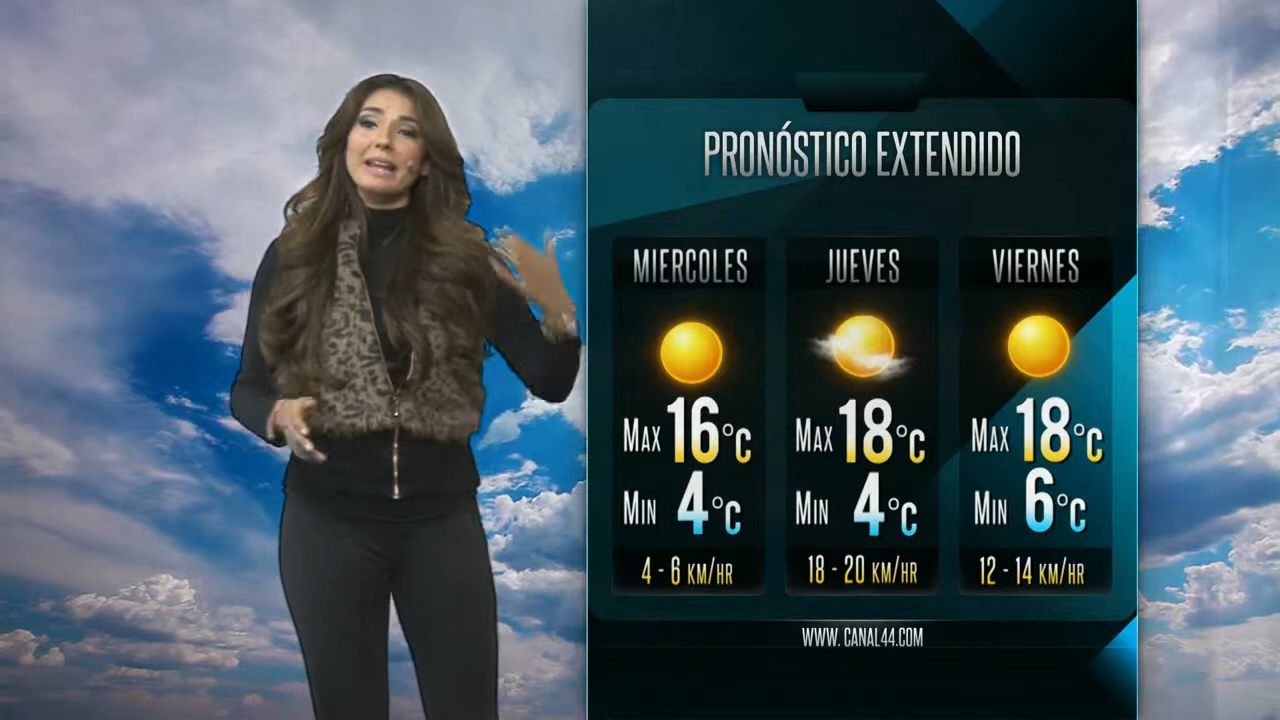 PRONÓSTICO EXTENDIDO
MIERCOLES
MAX 16°C
MIN 4°C
4 - 6 KM/HR
JUEVES
MAX 18°C
MIN 4°C
18 - 20 KM/HR
VIERNES
MAX 18°C
MIN 6°C
12 - 14 KM/HR
WWW. CANAL44.COM